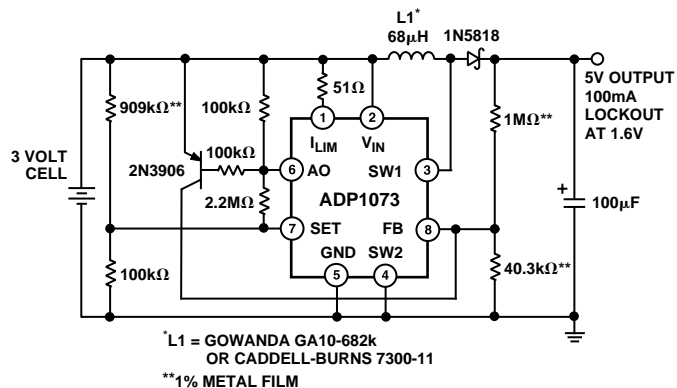 L1*
68µH
1N5818
51Ω
909kΩ**
100kΩ
1
2
ILIM
VIN
1MΩ**
5V OUTPUT
100mA
LOCKOUT
AT 1.6V
3 VOLT
CELL
2N3906
100kΩ
6
AO
SW1
3
2.2MΩ
ADP1073
+
100µF
7
SET
FB
8
GND
SW2
100kΩ
5
4
40.3kΩ**
*L1 = GOWANDA GA10-682k
OR CADDELL-BURNS 7300-11
**1% METAL FILM